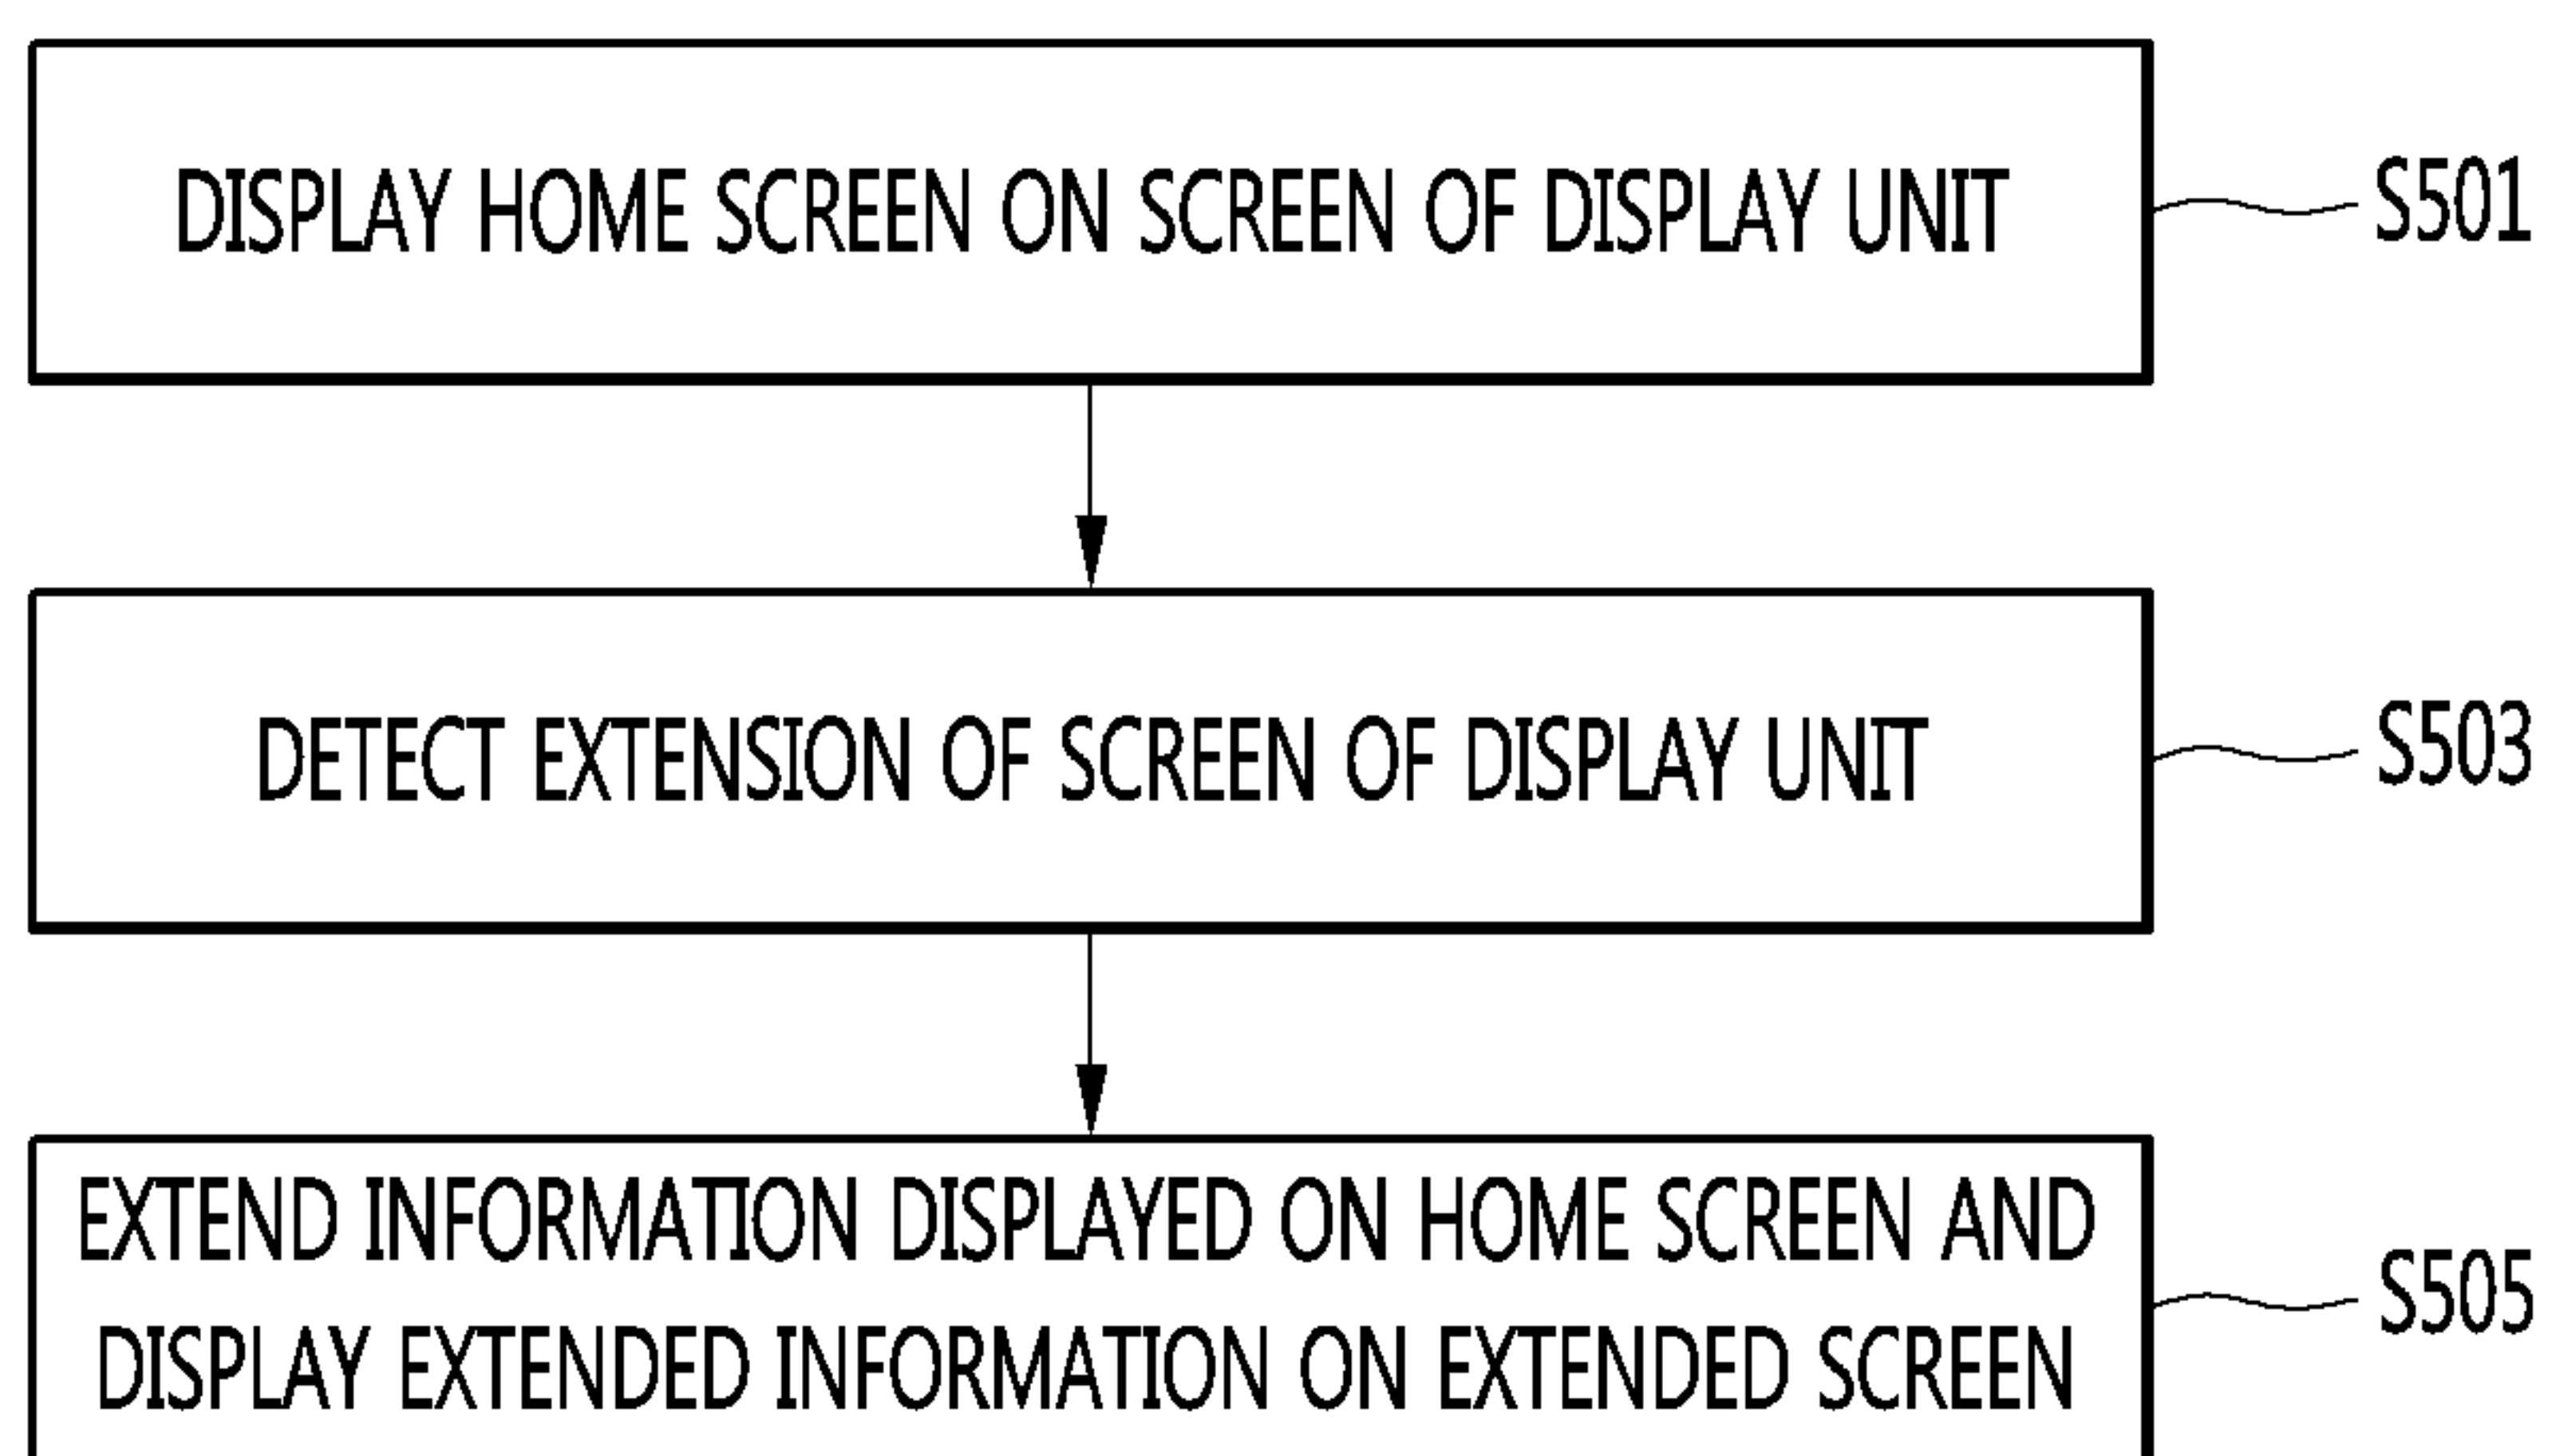 DISPLAY HOME SCREEN ON SCREEN OF DISPLAY UNIT
S501
DETECT EXTENSION OF SCREEN OF DISPLAY UNIT
S503
EXTEND INFORMATION DISPLAYED ON HOME SCREEN AND
DISPLAY EXTENDED INFORMATION ON EXTENDED SCREEN
S505